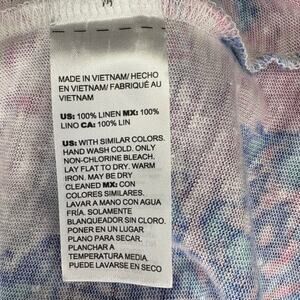 MADE IN VIETNAM/ HECHO
EN VIETNAM/ FABRIQUÉ AU
VIETNAM
US: 100% LINEN MX: 100%
LINO CA: 100% LIN
US: WITH SIMILAR COLORS.
HAND WASH COLD. ONLY
NON-CHLORINE BLEACH.
LAY FLAT TO DRY. WARM
IRON. MAY BE DRY
CLEANED MX: CON
COLORES SIMILARES.
LAVAR A MANO CON AGUA
FRÍA. SOLAMENTE
BLANQUEADOR SIN CLORO.
PONER EN UN LUGAR
PLANO PARA SECAR.
PLANCHAR A
TEMPERATURA MEDIA.
PUEDE LAVARSE EN SECO